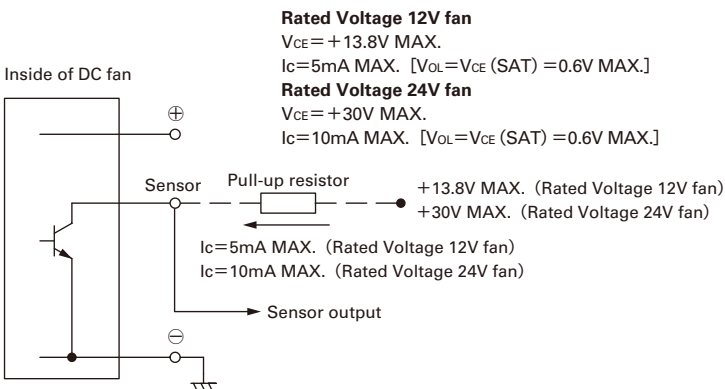 Rated Voltage 12V fan
VCE=+13.8V MAX.
Ic=5mA MAX. [VOL=VCE (SAT) =0.6V MAX.]
Rated Voltage 24V fan
VCE=+30V MAX.
Ic=10mA MAX. [VOL=VCE (SAT) =0.6V MAX.]
Inside of DC fan
⊕
Sensor
Pull-up resistor
+13.8V MAX. (Rated Voltage 12V fan)
+30V MAX. (Rated Voltage 24V fan)
Ic=5mA MAX. (Rated Voltage 12V fan)
Ic=10mA MAX. (Rated Voltage 24V fan)
Sensor output
⊖